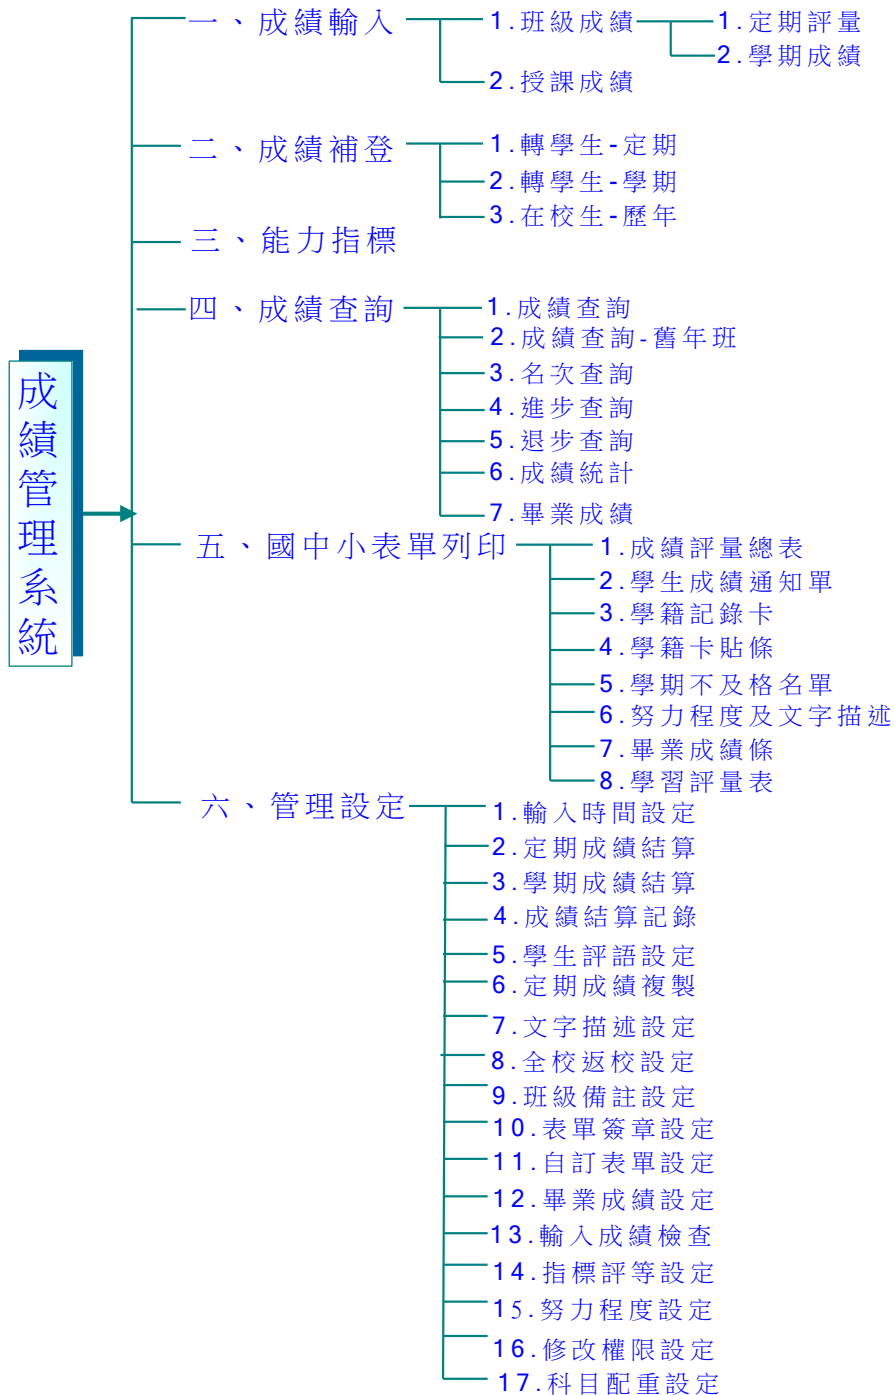 成績管理系統
一、成績輸入
1.班級成績
1.定期評量
2.學期成績
2.授課成績
二、成績補登
1.轉學生-定期
2.轉學生-學期
3.在校生-歷年
三、能力指標
四、成績查詢
1.成績查詢
2.成績查詢-舊年班
3.名次查詢
4.進步查詢
5.退步查詢
6.成績統計
7.畢業成績
五、國中小表單列印
1.成績評量總表
2.學生成績通知單
3.學籍記錄卡
4.學籍卡貼條
5.學期不及格名單
6.努力程度及文字描述
7.畢業成績條
8.學習評量表
六、管理設定
1.輸入時間設定
2.定期成績結算
3.學期成績結算
4.成績結算記錄
5.學生評語設定
6.定期成績複製
7.文字描述設定
8.全校返校設定
9.班級備註設定
10.表單簽章設定
11.自訂表單設定
12.畢業成績設定
13.輸入成績檢查
14.指標評等設定
15.努力程度設定
16.修改權限設定
17.科目配重設定